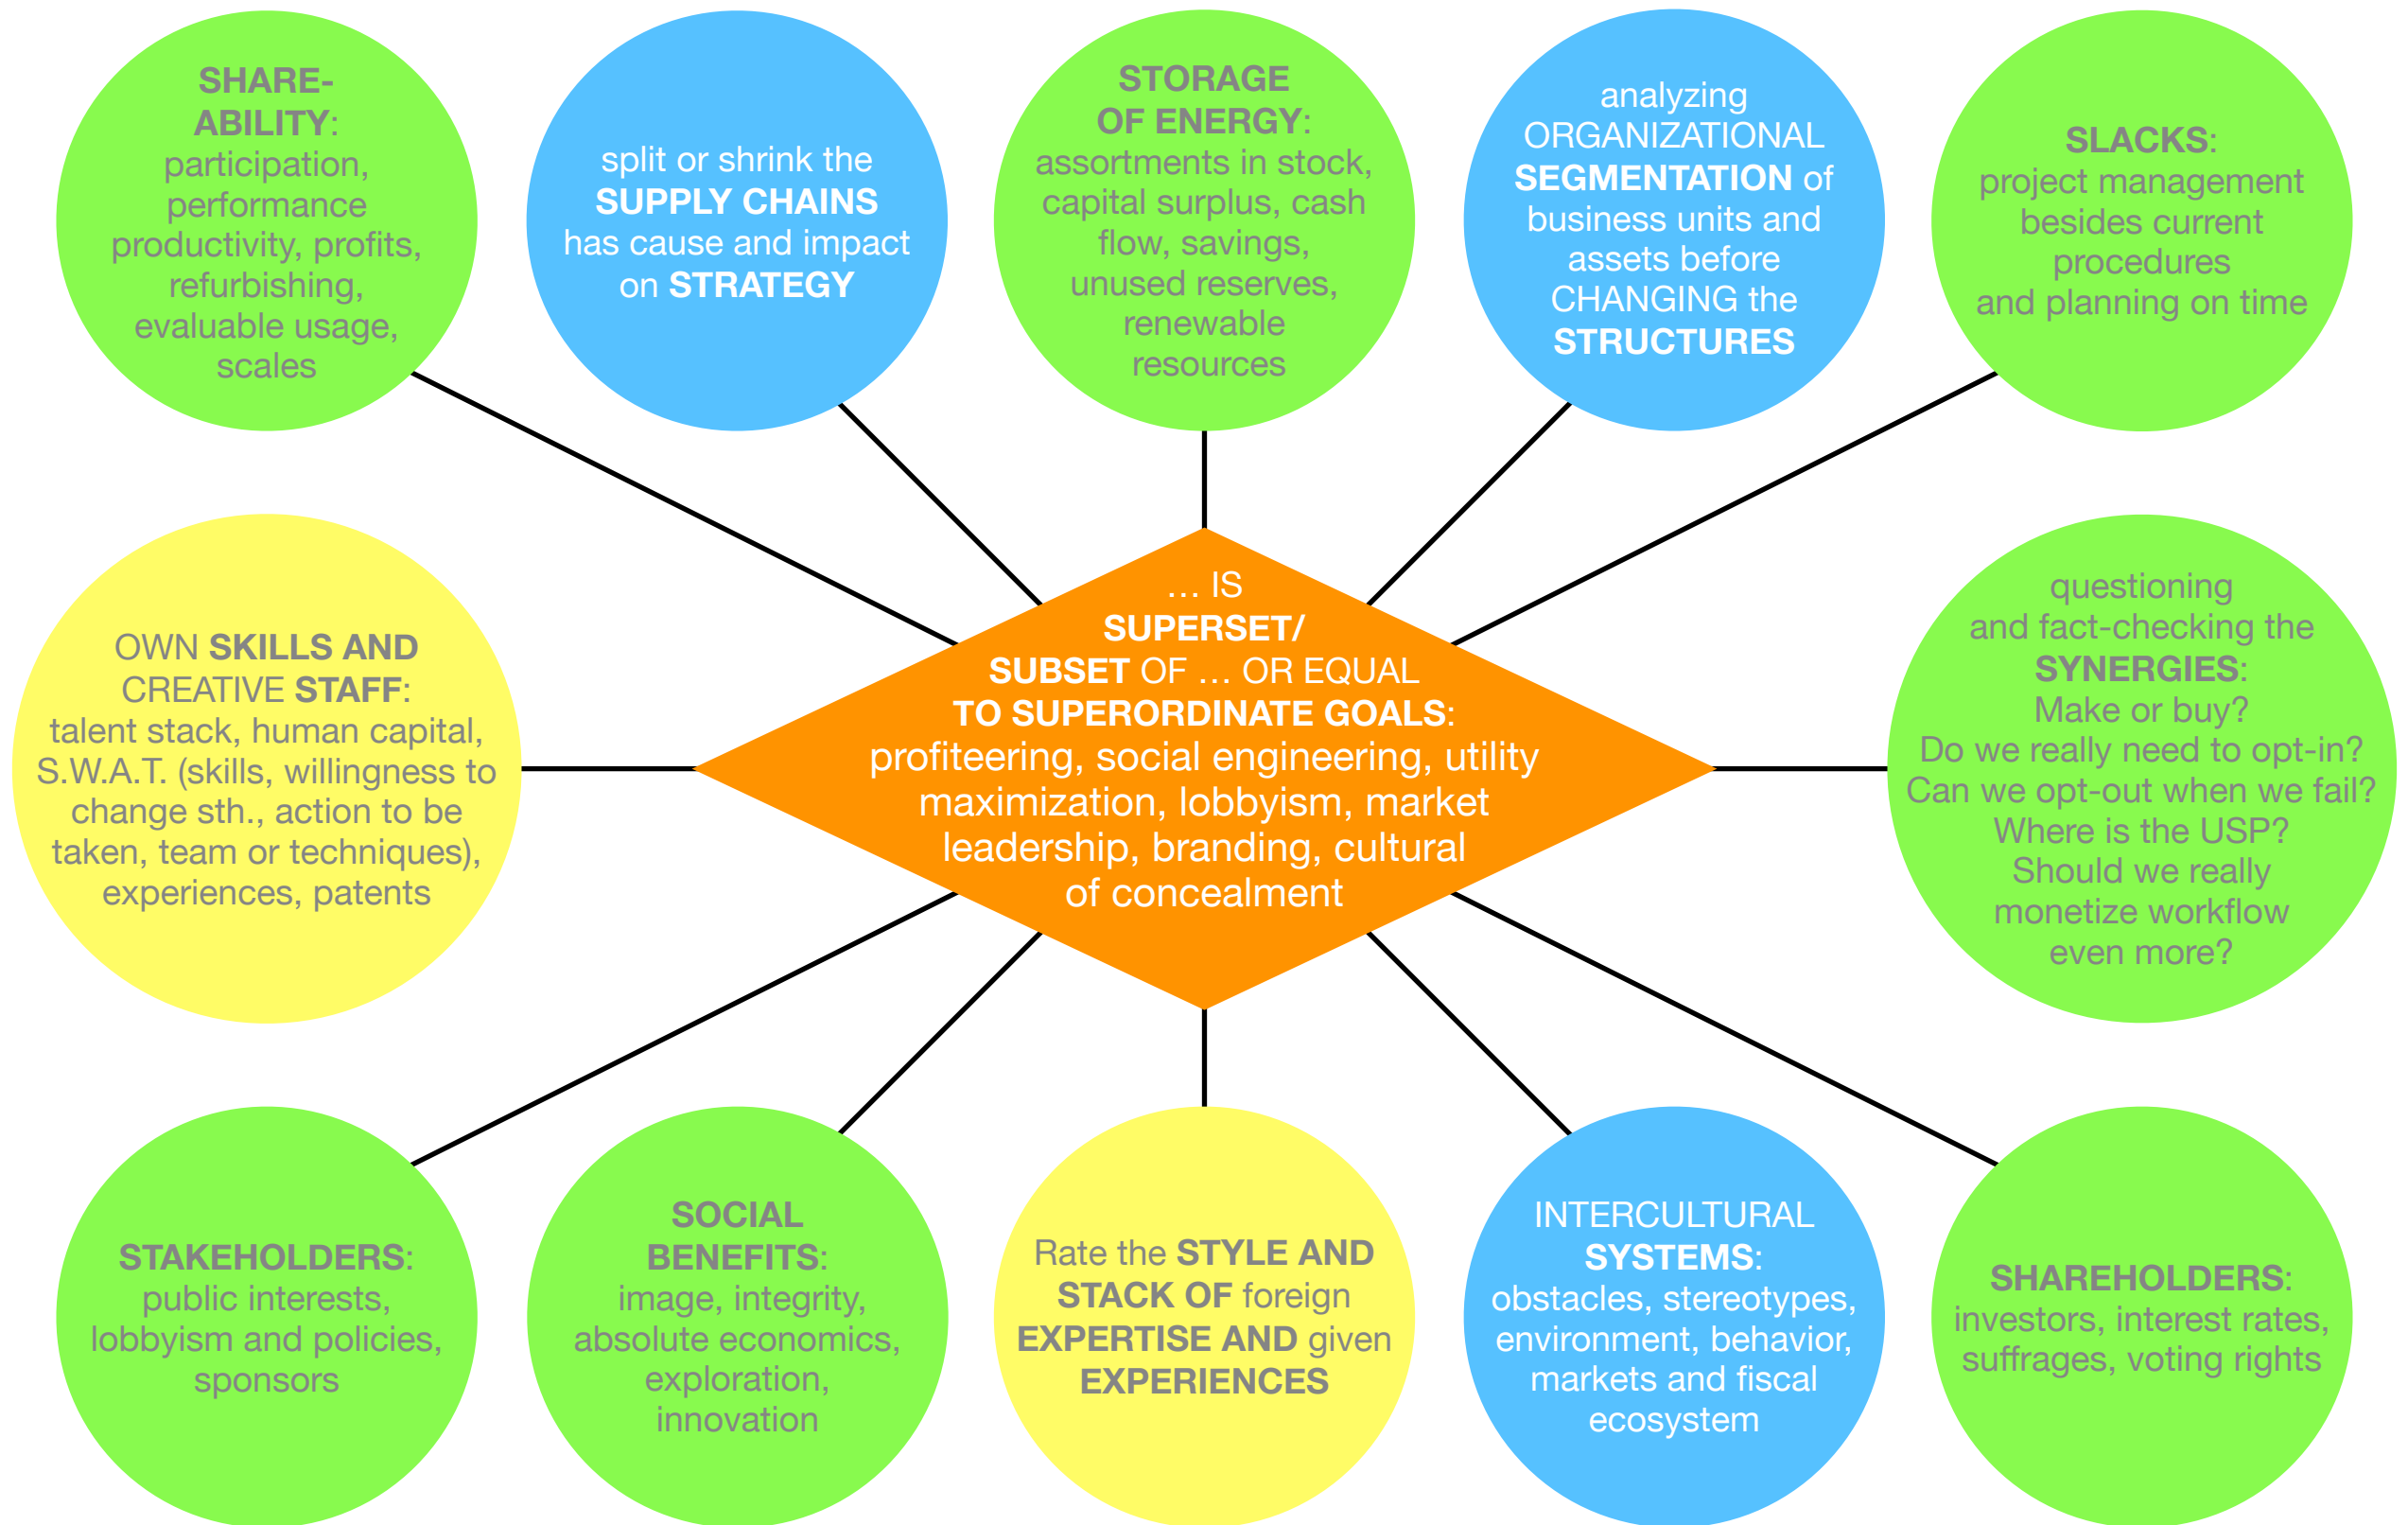 SHARE-
ABILITY:
participation,
performance
productivity, profits,
refurbishing,
evaluable usage,
scales
split or shrink the
SUPPLY CHAINS
has cause and impact
on STRATEGY
STORAGE
OF ENERGY:
assortments in stock,
capital surplus, cash
flow, savings,
unused reserves,
renewable
resources
analyzing
ORGANIZATIONAL
SEGMENTATION of
business units and
assets before
CHANGING the
STRUCTURES
SLACKS:
project management
besides current
procedures
and planning on time
OWN SKILLS AND
CREATIVE STAFF:
talent stack, human capital,
S.W.A.T. (skills, willingness to
change sth., action to be
taken, team or techniques),
experiences, patents
… IS
SUPERSET/
SUBSET OF … OR EQUAL
TO SUPERORDINATE GOALS:
profiteering, social engineering, utility
maximization, lobbyism, market
leadership, branding, cultural
of concealment
questioning
and fact-checking the
SYNERGIES:
Make or buy?
Do we really need to opt-in?
Can we opt-out when we fail?
Where is the USP?
Should we really
monetize workflow
even more?
STAKEHOLDERS:
public interests,
lobbyism and policies,
sponsors
SOCIAL
BENEFITS:
image, integrity,
absolute economics,
exploration,
innovation
Rate the STYLE AND
STACK OF foreign
EXPERTISE AND given
EXPERIENCES
INTERCULTURAL
SYSTEMS:
obstacles, stereotypes,
environment, behavior,
markets and fiscal
ecosystem
SHAREHOLDERS:
investors, interest rates,
suffrages, voting rights